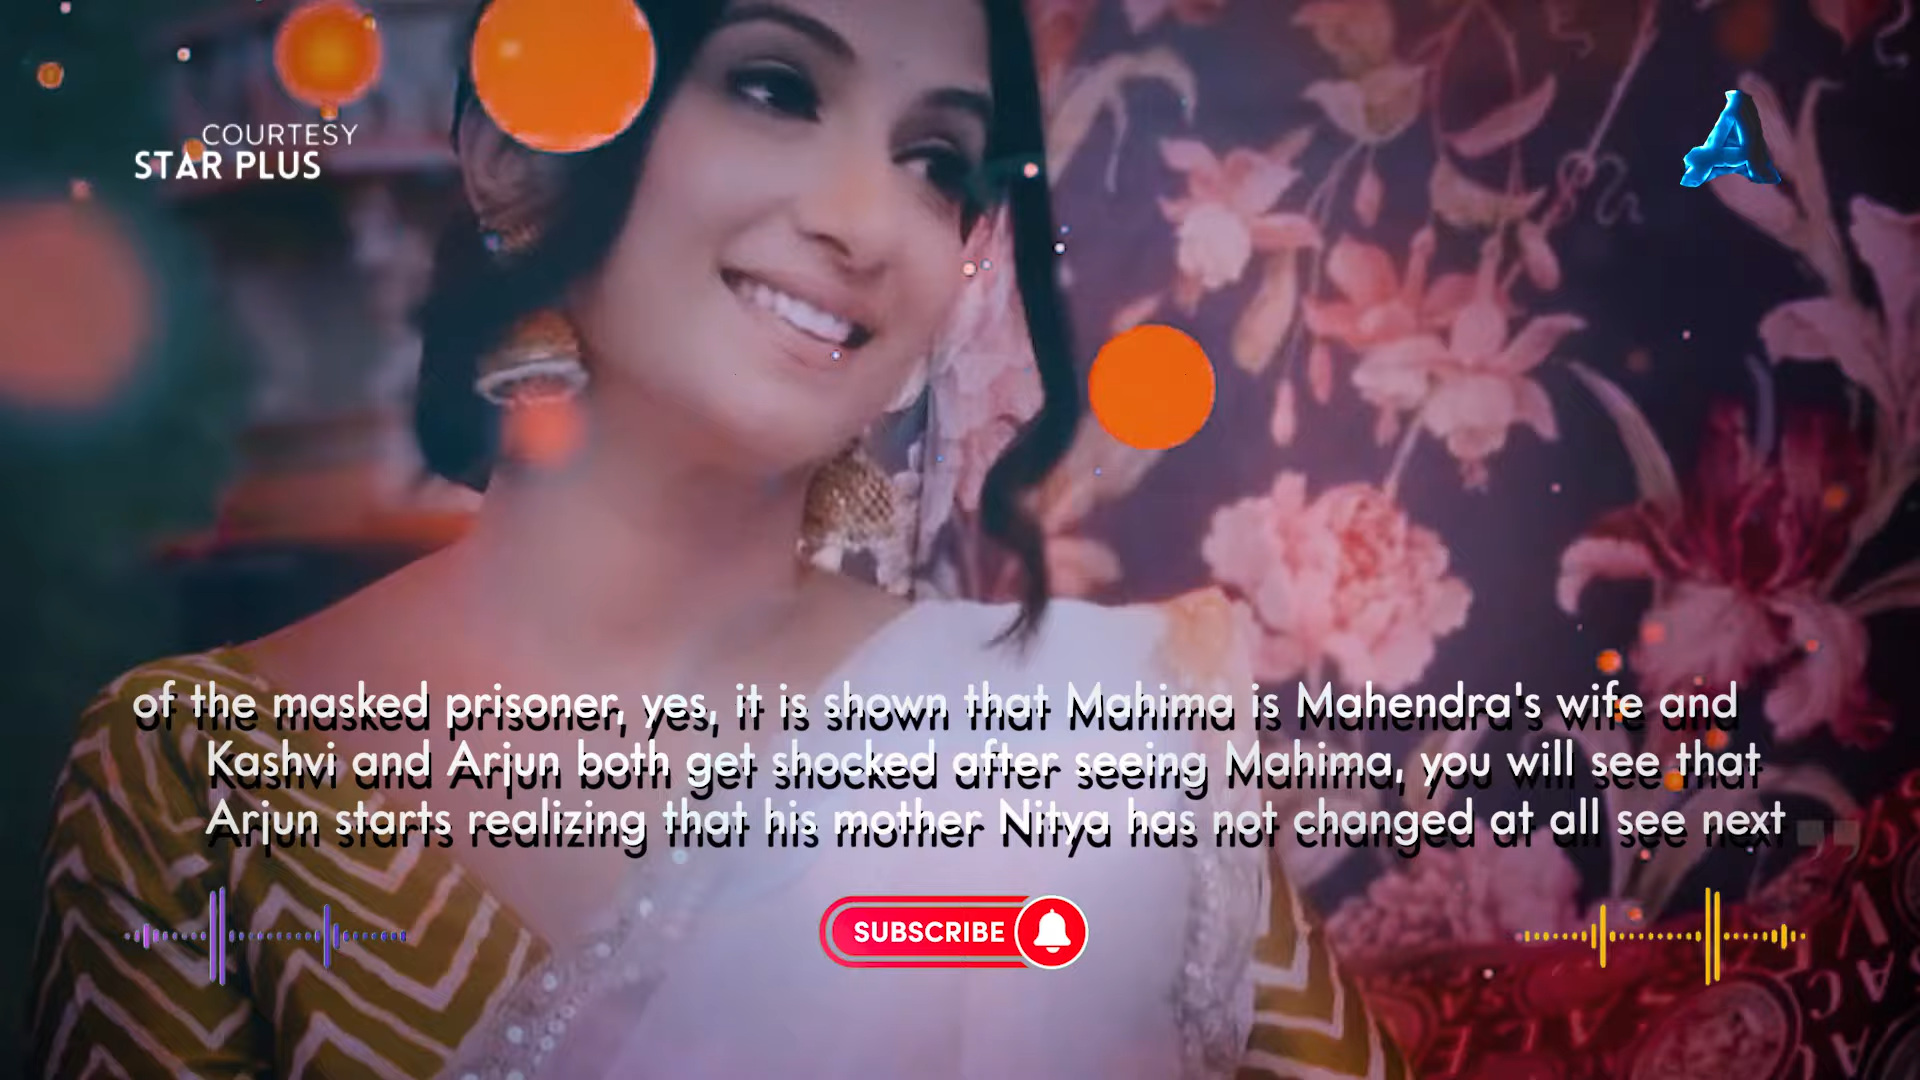 COURTESY
STAR PLUS
A
of the masked prisoner, yes, it is shown that Mahima is Mahendra's wife and
Kashvi and Arjun both get shocked after seeing Mahima, you will see that
Arjun starts realizing that his mother Nitya has not changed at all see next
SUBSCRIBE